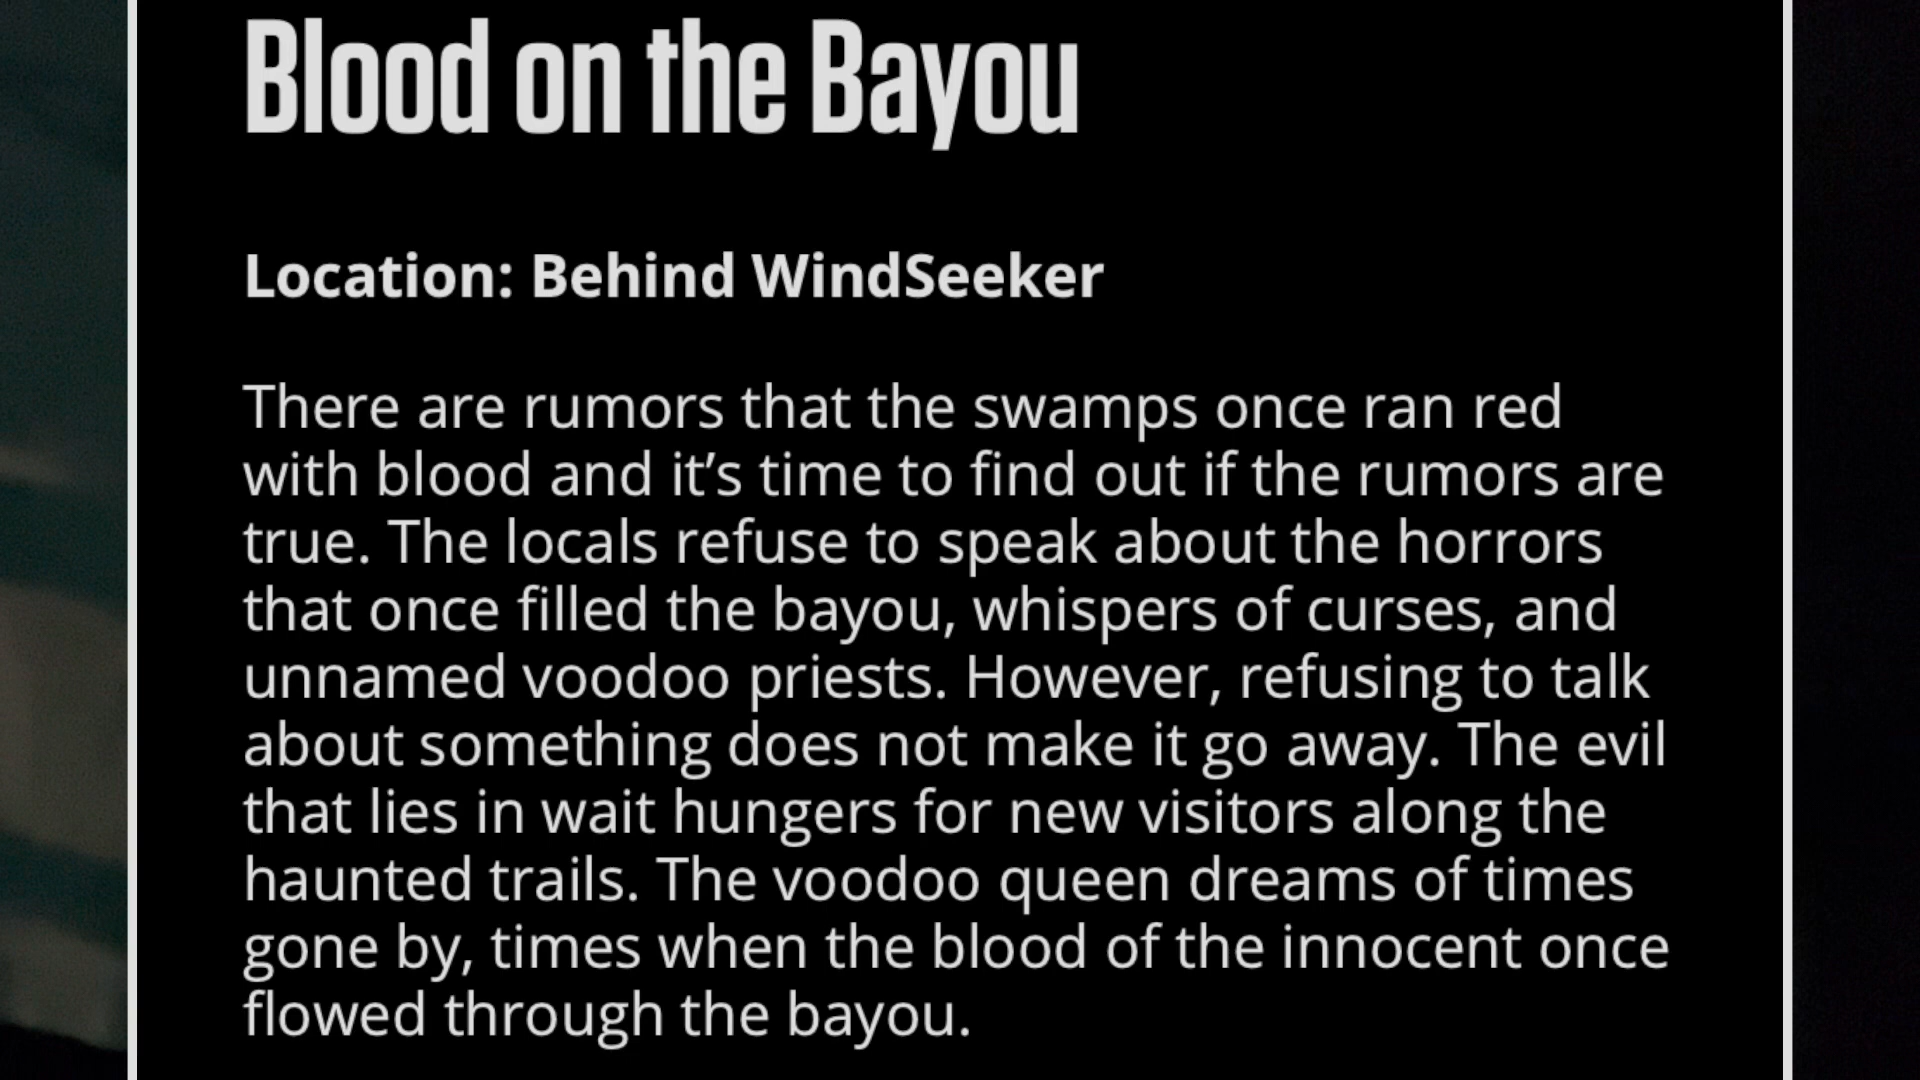 Blood on the Bayou
Location: Behind WindSeeker
There are rumors that the swamps once ran red
with blood and it’s time to find out if the rumors are
true. The locals refuse to speak about the horrors
that once filled the bayou, whispers of curses, and
unnamed voodoo priests. However, refusing to talk
about something does not make it go away. The evil
that lies in wait hungers for new visitors along the
haunted trails. The voodoo queen dreams of times
gone by, times when the blood of the innocent once
flowed through the bayou.